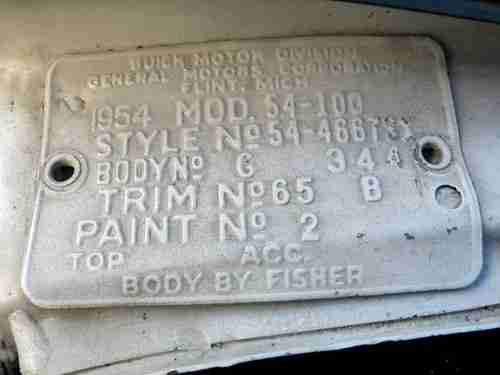 BUICK MOTOR DIVISION
GENERAL MOTORS CORPORATION
FLINT, MICH
1954 MOD. 54-100
STYLE Nº 54-4667SX
BODY Nº G 344
TRIM Nº 65 B
PAINT Nº 2
TOP ACC.
BODY BY FISHER